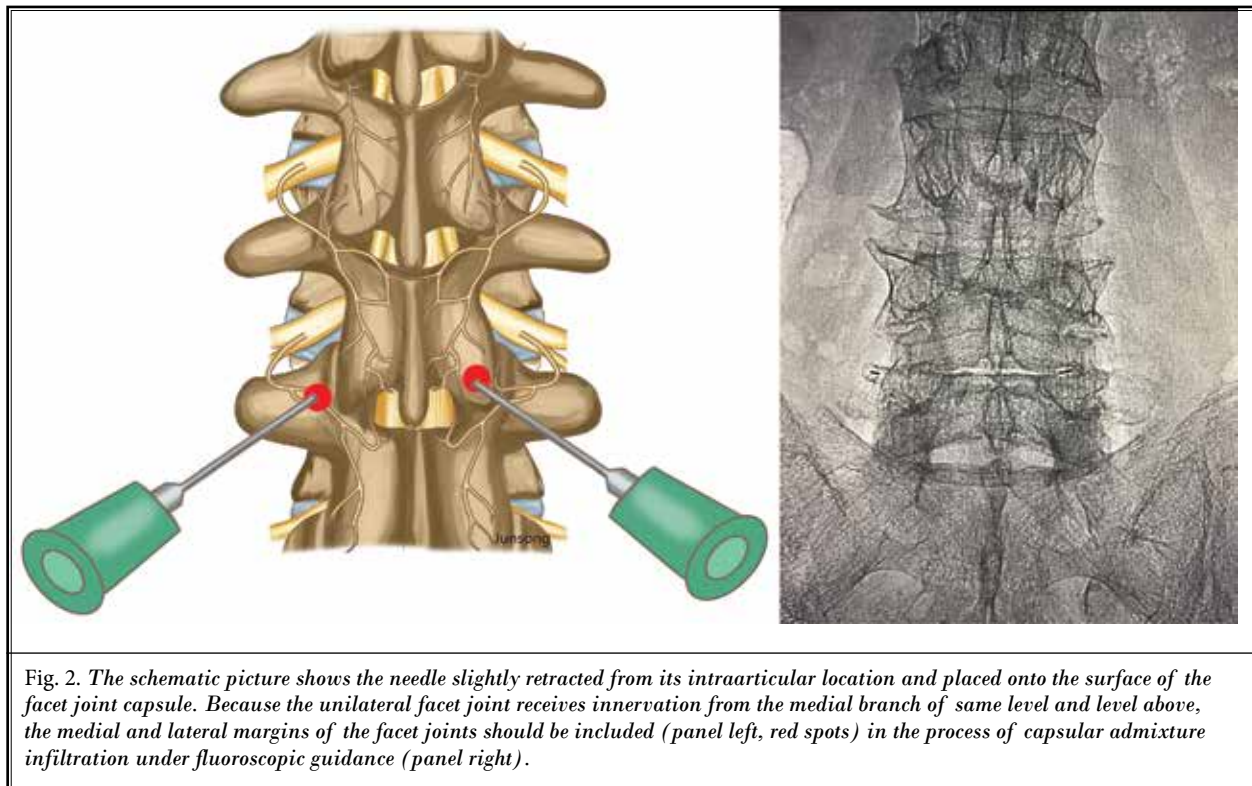 Junsong
Fig. 2. The schematic picture shows the needle slightly retracted from its intraarticular location and placed onto the surface of the
facet joint capsule. Because the unilateral facet joint receives innervation from the medial branch of same level and level above,
the medial and lateral margins of the facet joints should be included (panel left, red spots) in the process of capsular admixture
infiltration under fluoroscopic guidance (panel right).